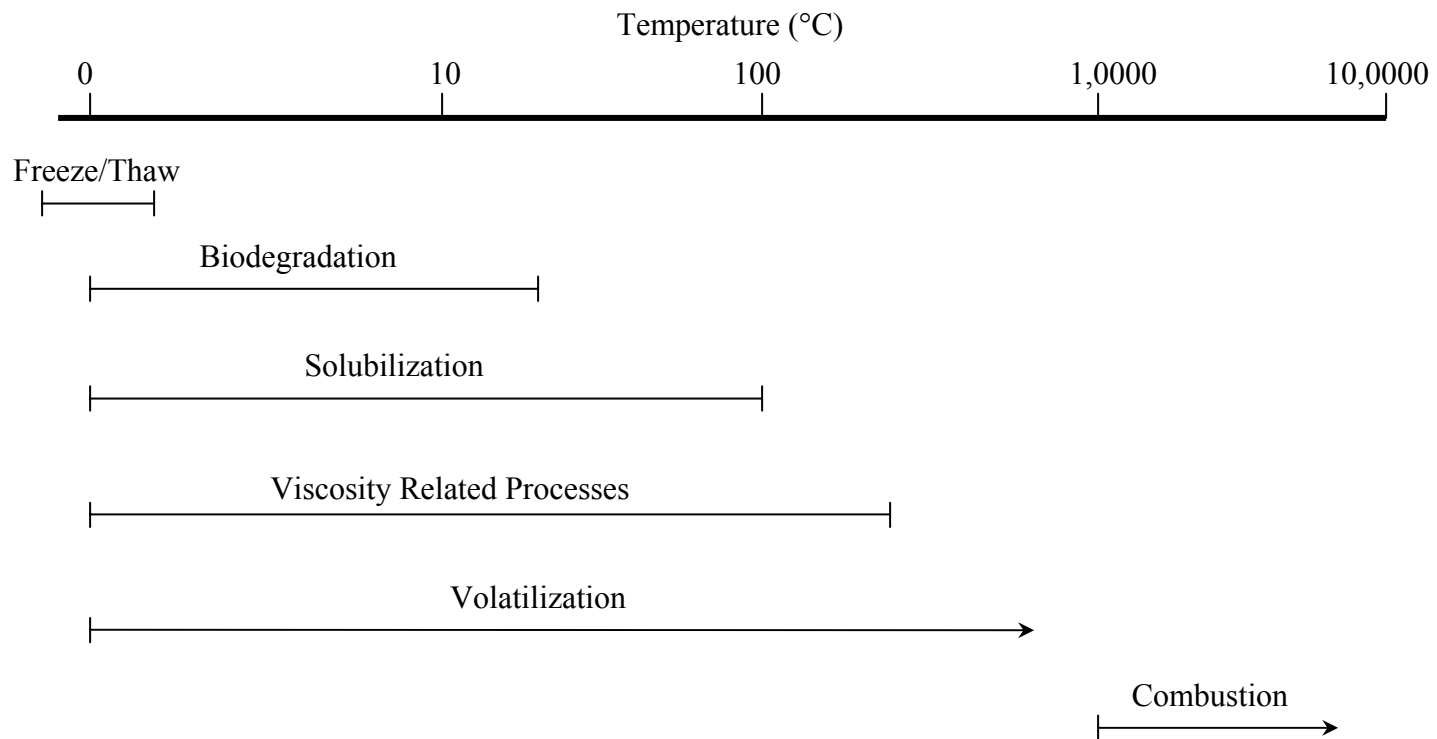 Temperature (°C)
0 10 100 1,0000 10,0000
Freeze/Thaw
Biodegradation
Solubilization
Viscosity Related Processes
Volatilization
Combustion